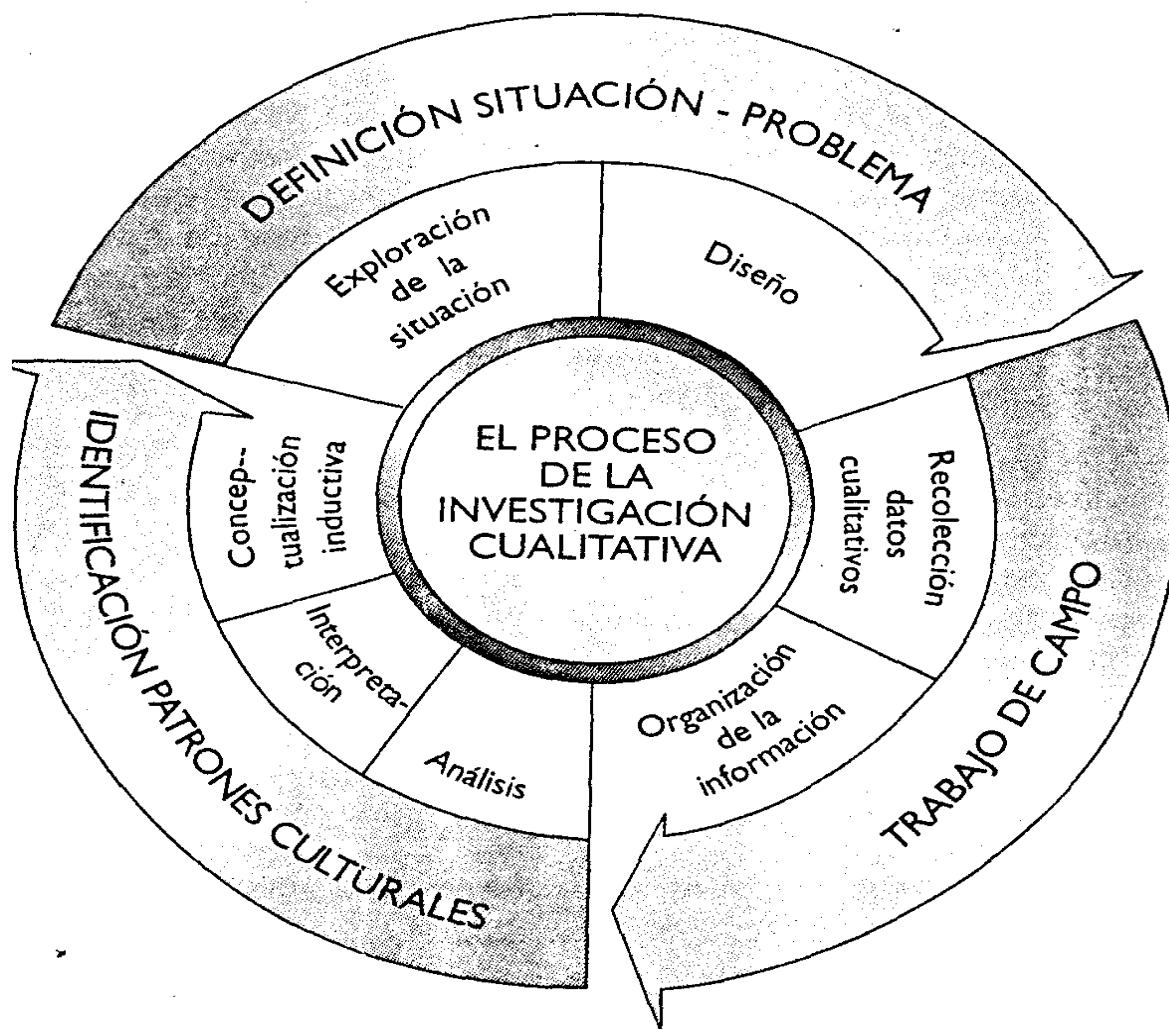 DEFINICIÓN SITUACIÓN - PROBLEMA
Exploración
de la
situación
Diseño
EL PROCESO
DE LA
INVESTIGACIÓN
CUALITATIVA
Recolección
datos
cualitativos
Organización
de la
información
TRABAJO DE CAMPO
Análisis
Interpreta-
ción
Concep--
tualización
inductiva
IDENTIFICACIÓN PATRONES CULTURALES